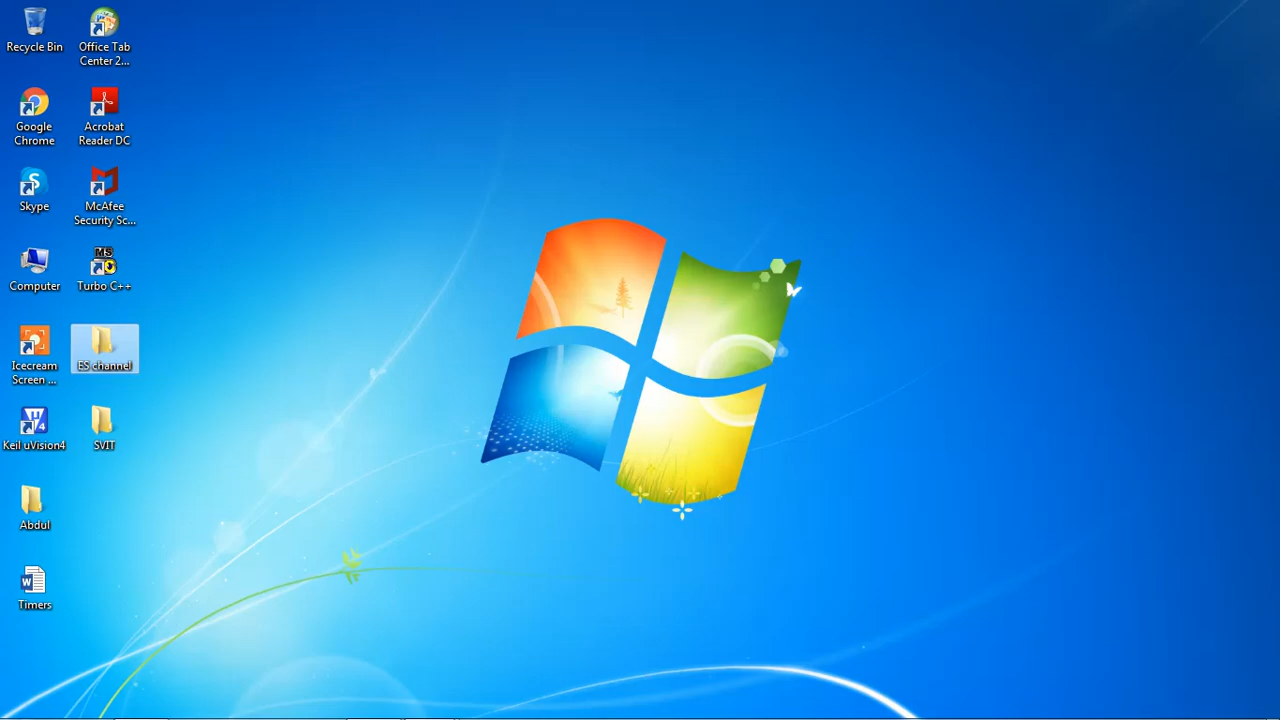 Recycle Bin
Office Tab
Center 2...
Google
Chrome
Acrobat
Reader DC
Skype
McAfee
Security Sc...
Computer
MS
Turbo C++
Icecream
Screen ...
ES channel
Keil uVision4
SVIT
Abdul
Timers